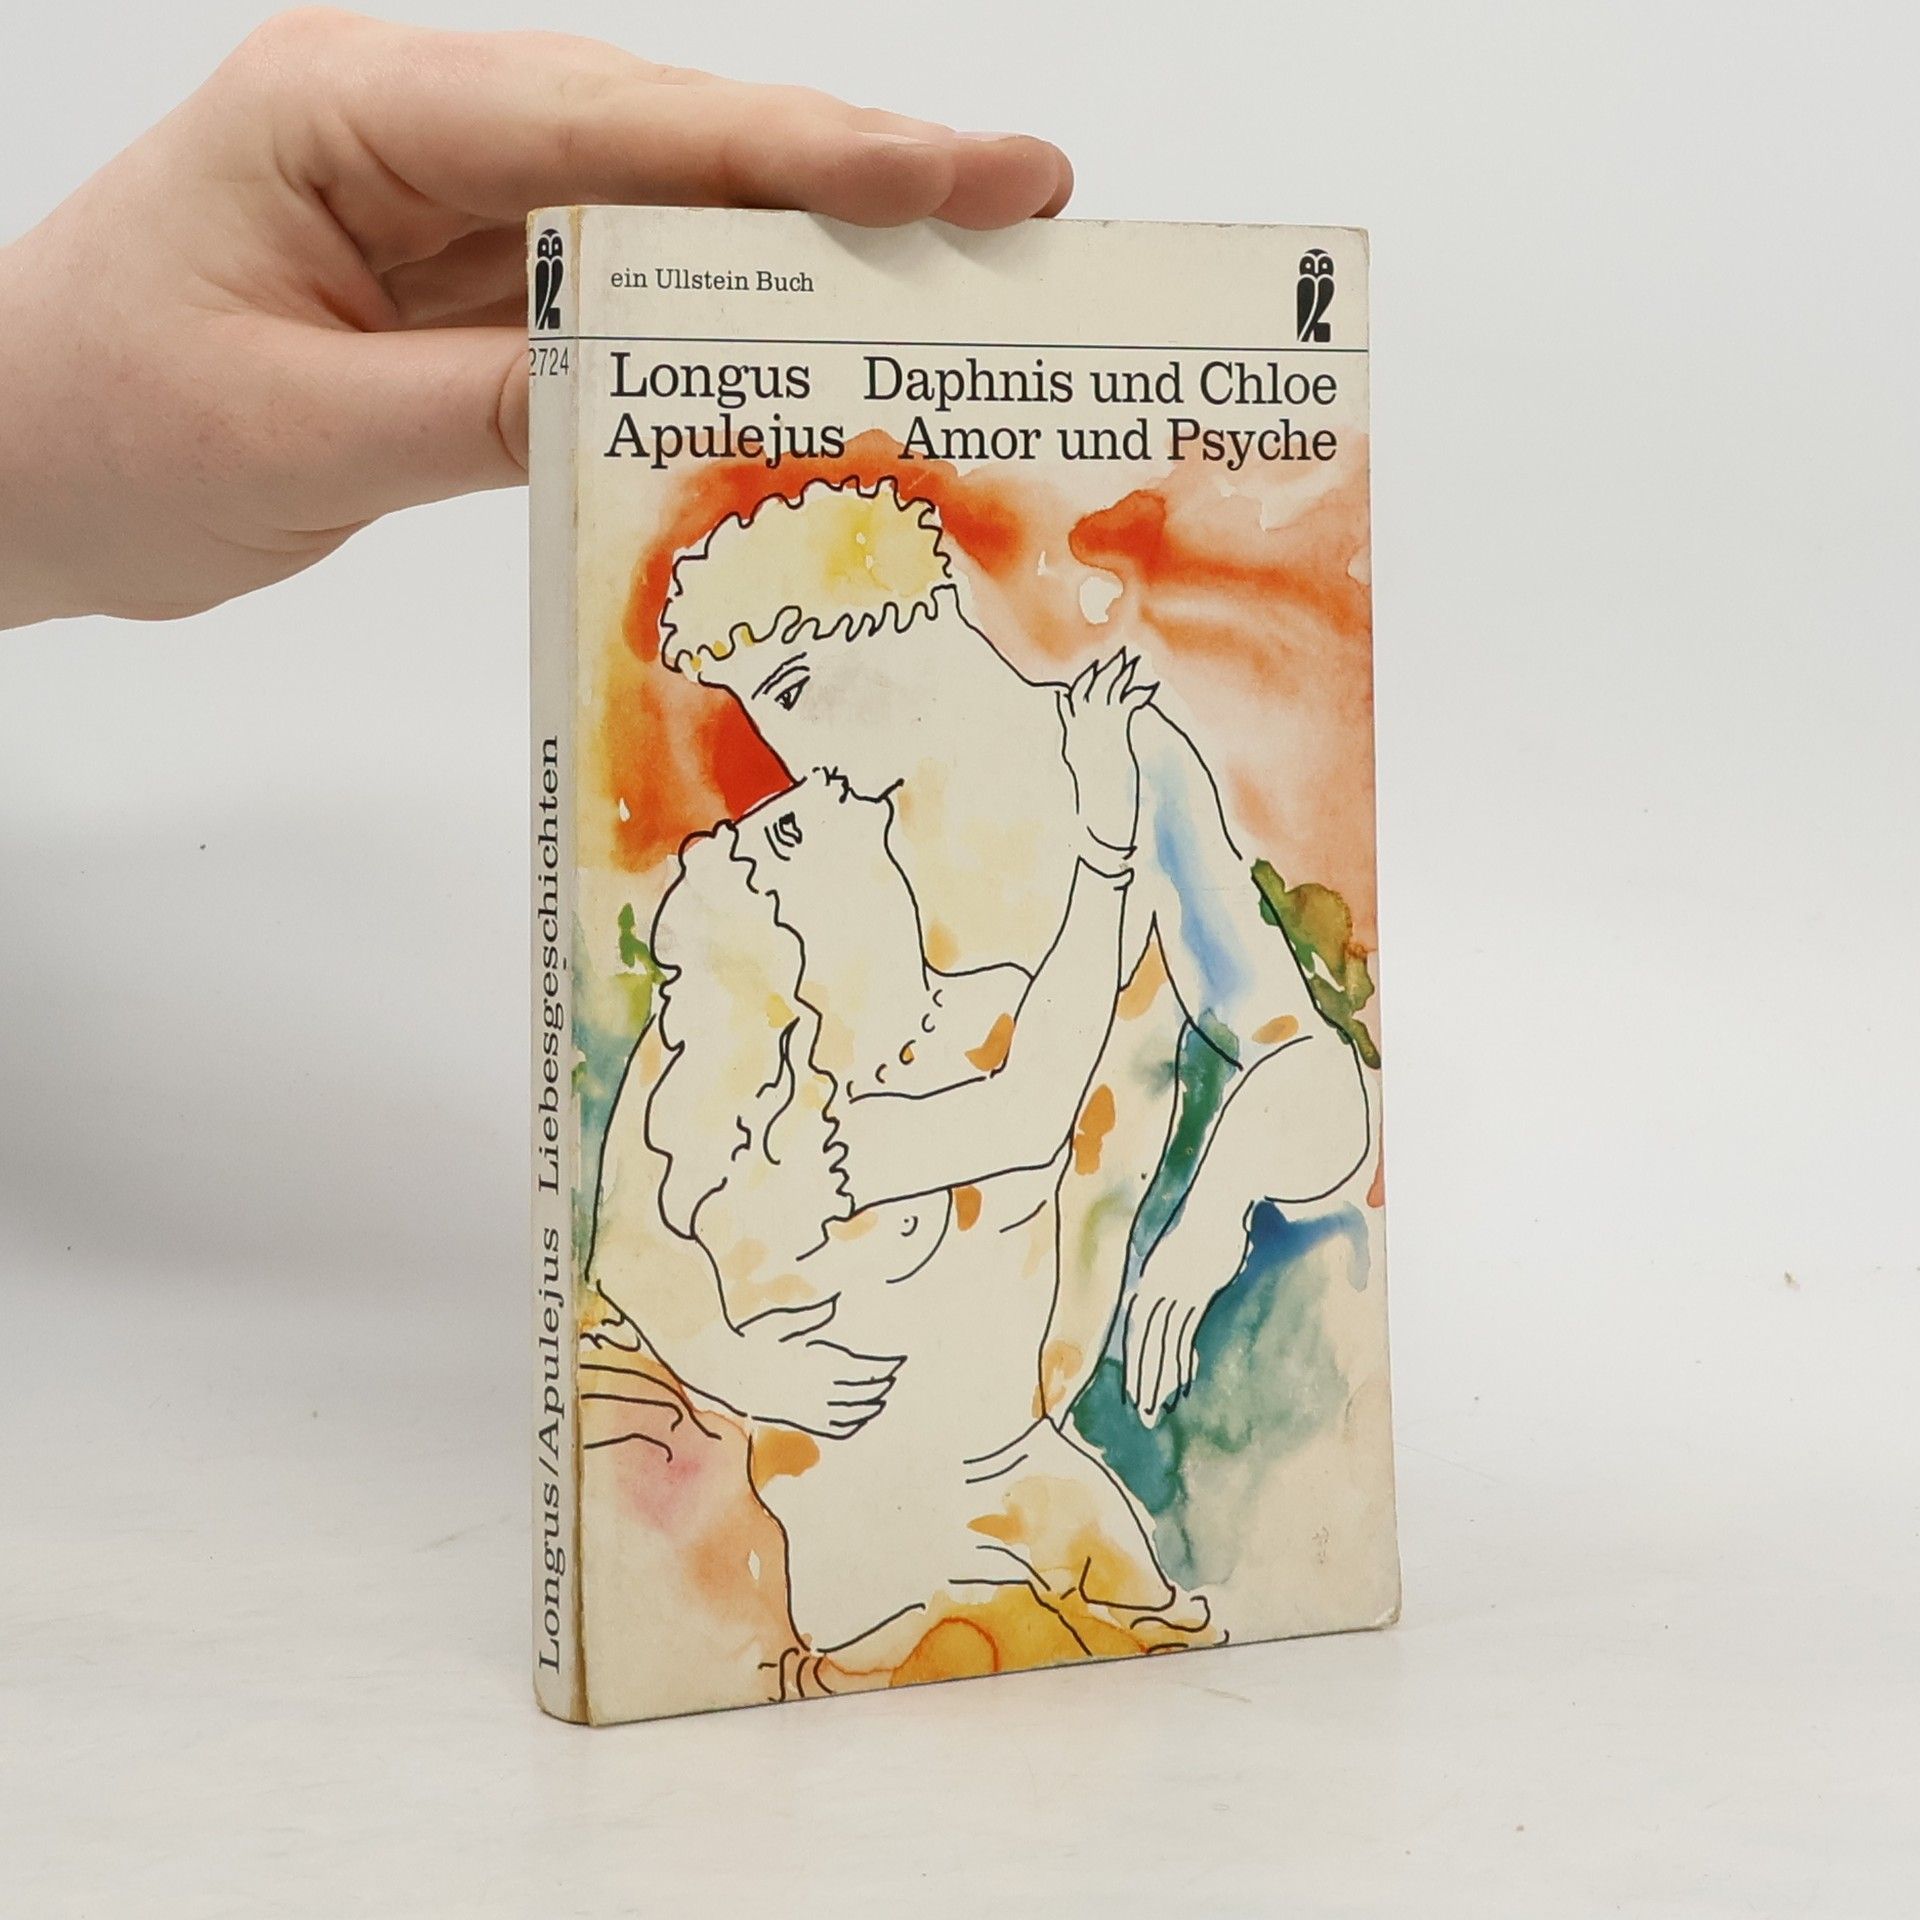 ein Ullstein Buch
2724
Longus Daphnis und Chloe
Apulejus Amor und Psyche
Longus/Apulejus Liebesgeschichten